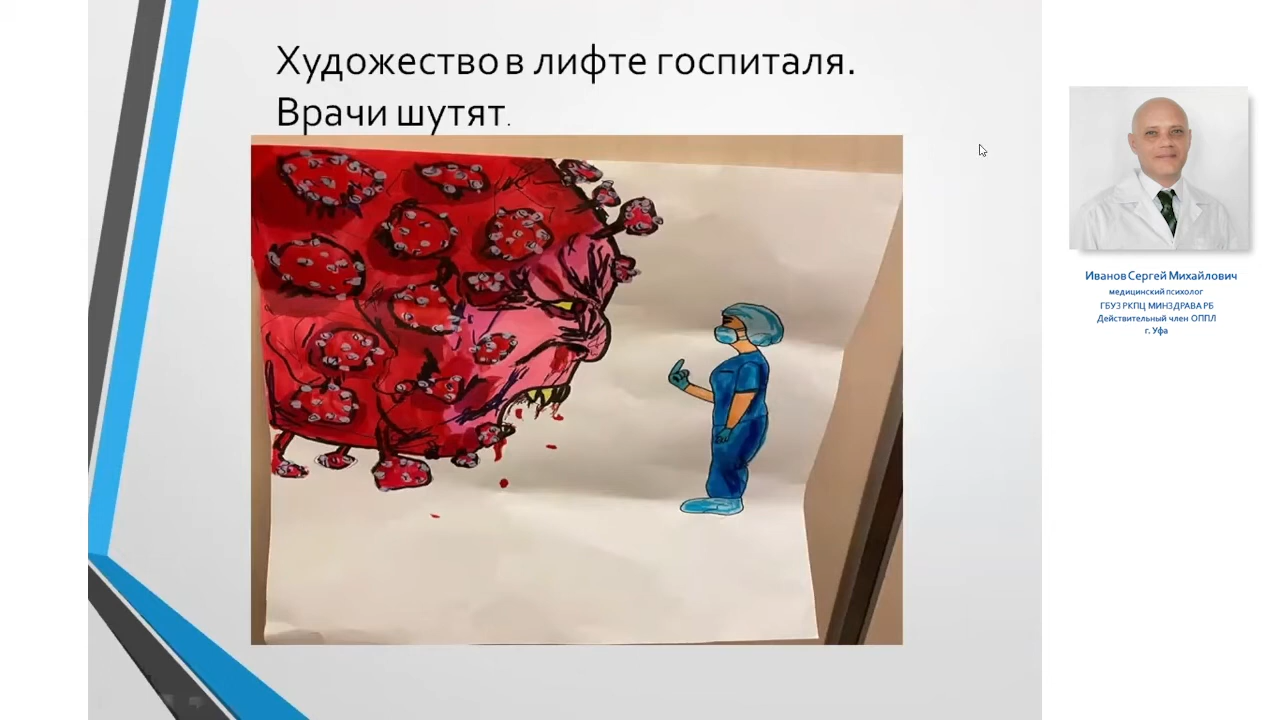 Художество в лифте госпиталя.
Врачи шутят.
Иванов Сергей Михайлович
медицинский психолог
ГБУЗ РКПЦ МИНЗДРАВА РБ
Действительный член ОППЛ
г. Уфа